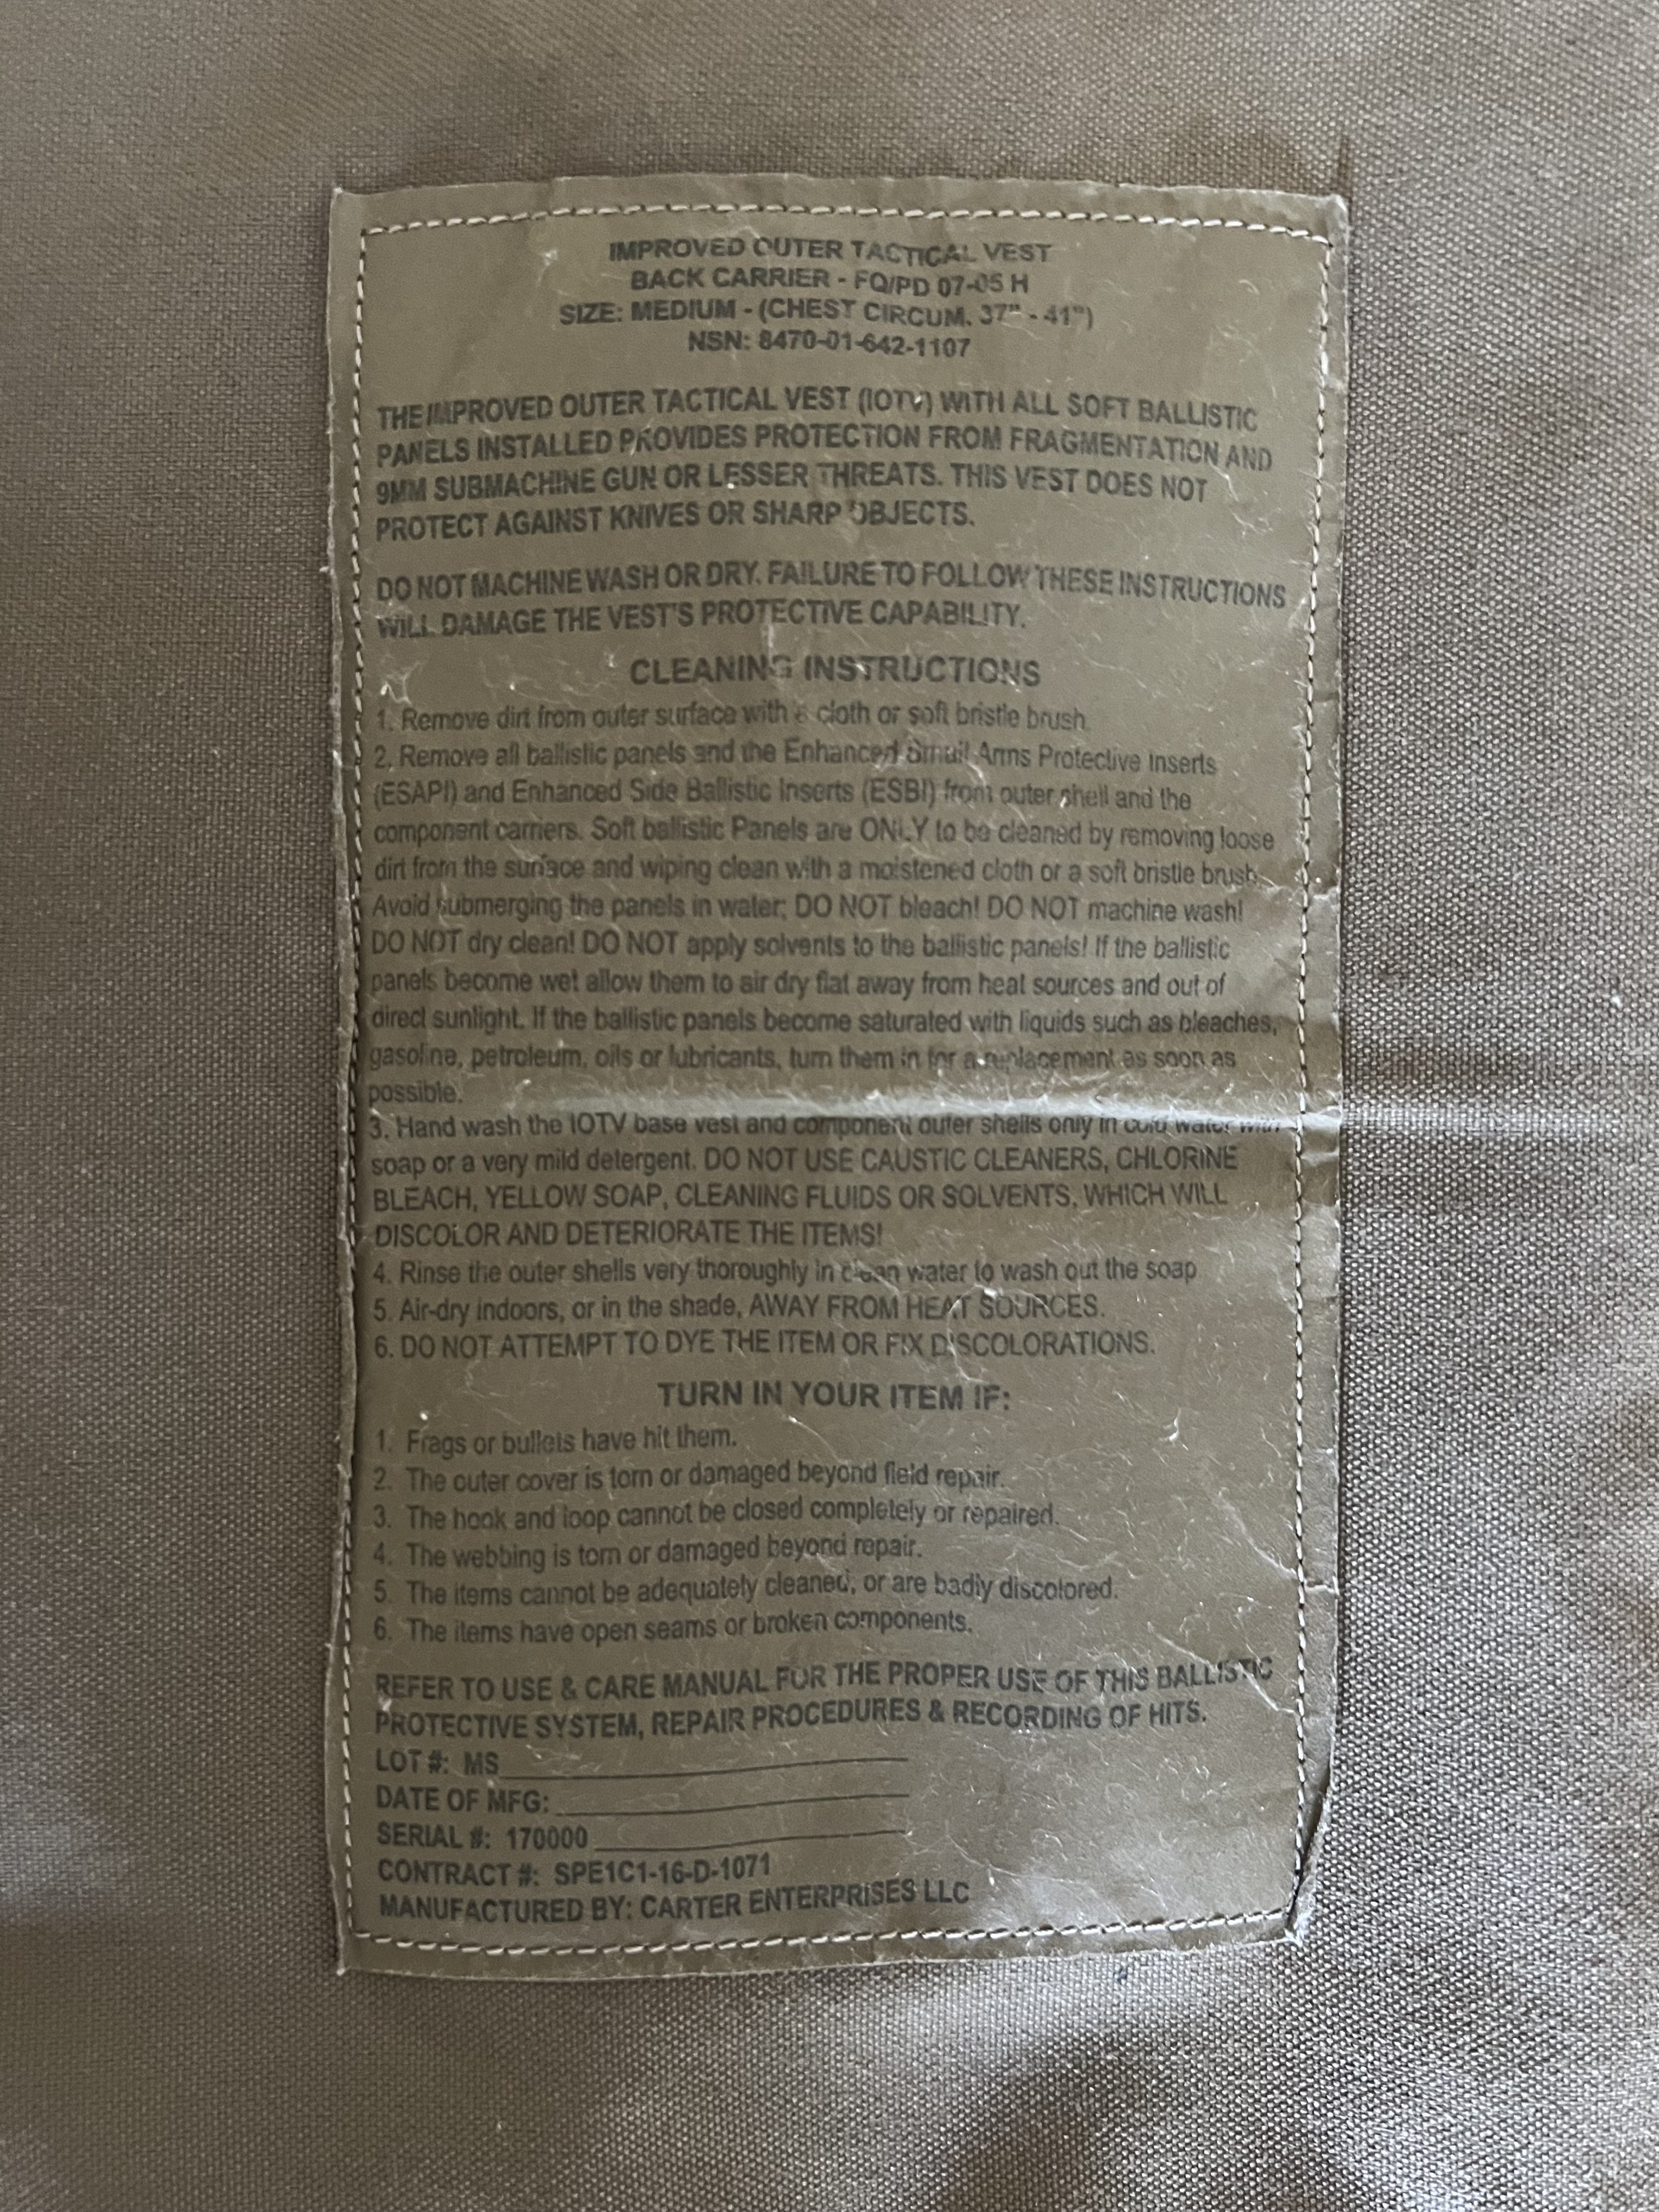 IMPROVED OUTER TACTICAL VEST
BACK CARRIER - FQ/PD 07-05 H
SIZE: MEDIUM - (CHEST CIRCUM. 37" - 41")
NSN: 8470-01-642-1107
THE IMPROVED OUTER TACTICAL VEST (IOTV) WITH ALL SOFT BALLISTIC
PANELS INSTALLED PROVIDES PROTECTION FROM FRAGMENTATION AND
9MM SUBMACHINE GUN OR LESSER THREATS. THIS VEST DOES NOT
PROTECT AGAINST KNIVES OR SHARP OBJECTS.
DO NOT MACHINE WASH OR DRY. FAILURE TO FOLLOW THESE INSTRUCTIONS
WILL DAMAGE THE VEST'S PROTECTIVE CAPABILITY.
CLEANING INSTRUCTIONS
1. Remove dirt from outer surface with a cloth or soft bristle brush.
2. Remove all ballistic panels and the Enhanced Small Arms Protective Inserts
(ESAPI) and Enhanced Side Ballistic Inserts (ESBI) from outer shell and the
component carriers. Soft ballistic Panels are ONLY to be cleaned by removing loose
dirt from the surface and wiping clean with a moistened cloth or a soft bristle brush.
Avoid submerging the panels in water; DO NOT bleach! DO NOT machine wash!
DO NOT dry clean! DO NOT apply solvents to the ballistic panels! If the ballistic
panels become wet allow them to air dry flat away from heat sources and out of
direct sunlight. If the ballistic panels become saturated with liquids such as bleaches,
gasoline, petroleum, oils or lubricants, turn them in for a replacement as soon as
possible.
3. Hand wash the IOTV base vest and component outer shells only in cold water with
soap or a very mild detergent. DO NOT USE CAUSTIC CLEANERS, CHLORINE
BLEACH, YELLOW SOAP, CLEANING FLUIDS OR SOLVENTS, WHICH WILL
DISCOLOR AND DETERIORATE THE ITEMS!
4. Rinse the outer shells very thoroughly in clean water to wash out the soap
5. Air-dry indoors, or in the shade, AWAY FROM HEAT SOURCES.
6. DO NOT ATTEMPT TO DYE THE ITEM OR FIX DISCOLORATIONS.
TURN IN YOUR ITEM IF:
1. Frags or bullets have hit them.
2. The outer cover is torn or damaged beyond field repair.
3. The hook and loop cannot be closed completely or repaired.
4. The webbing is torn or damaged beyond repair.
5. The items cannot be adequately cleaned, or are badly discolored.
6. The items have open seams or broken components.
REFER TO USE & CARE MANUAL FOR THE PROPER USE OF THIS BALLISTIC
PROTECTIVE SYSTEM, REPAIR PROCEDURES & RECORDING OF HITS.
LOT #: MS
DATE OF MFG:
SERIAL #: 170000
CONTRACT #: SPE1C1-16-D-1071
MANUFACTURED BY: CARTER ENTERPRISES LLC